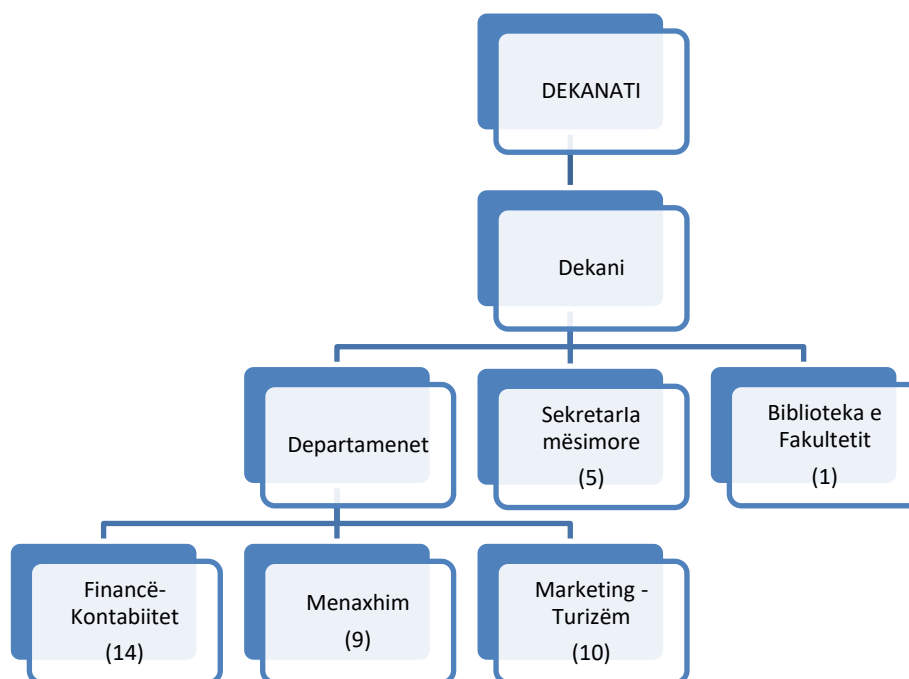 DEKANATI
Dekani
Departamenet
SekretarIa
mësimore
(5)
Biblioteka e
Fakultetit
(1)
Financë-
Kontabiitet
(14)
Menaxhim
(9)
Marketing -
Turizëm
(10)